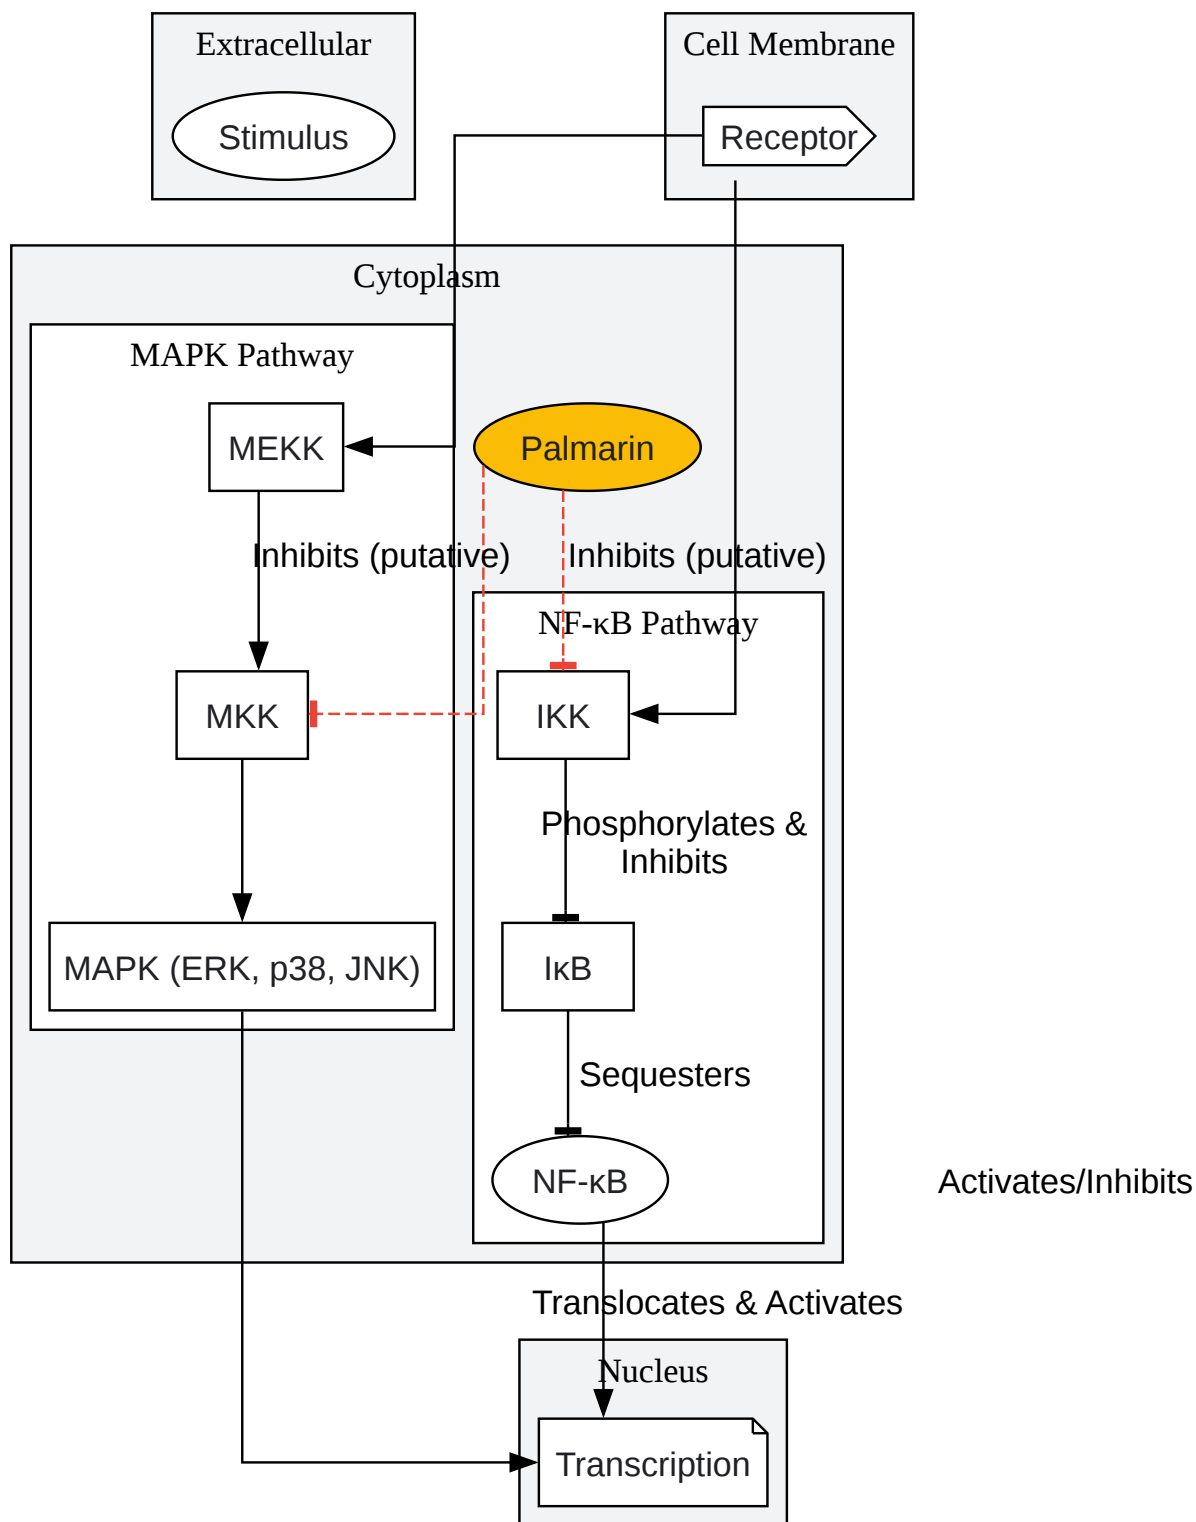 Extracellular
Cell Membrane
Stimulus
Receptor
Cytoplasm
MAPK Pathway
MEKK
Palmarin
Inhibits (putative)
Inhibits (putative)
NF-κB Pathway
MKK
IKK
Phosphorylates &
Inhibits
MAPK (ERK, p38, JNK)
IκB
Sequesters
NF-κB
Activates/Inhibits
Translocates & Activates
Nucleus
Transcription